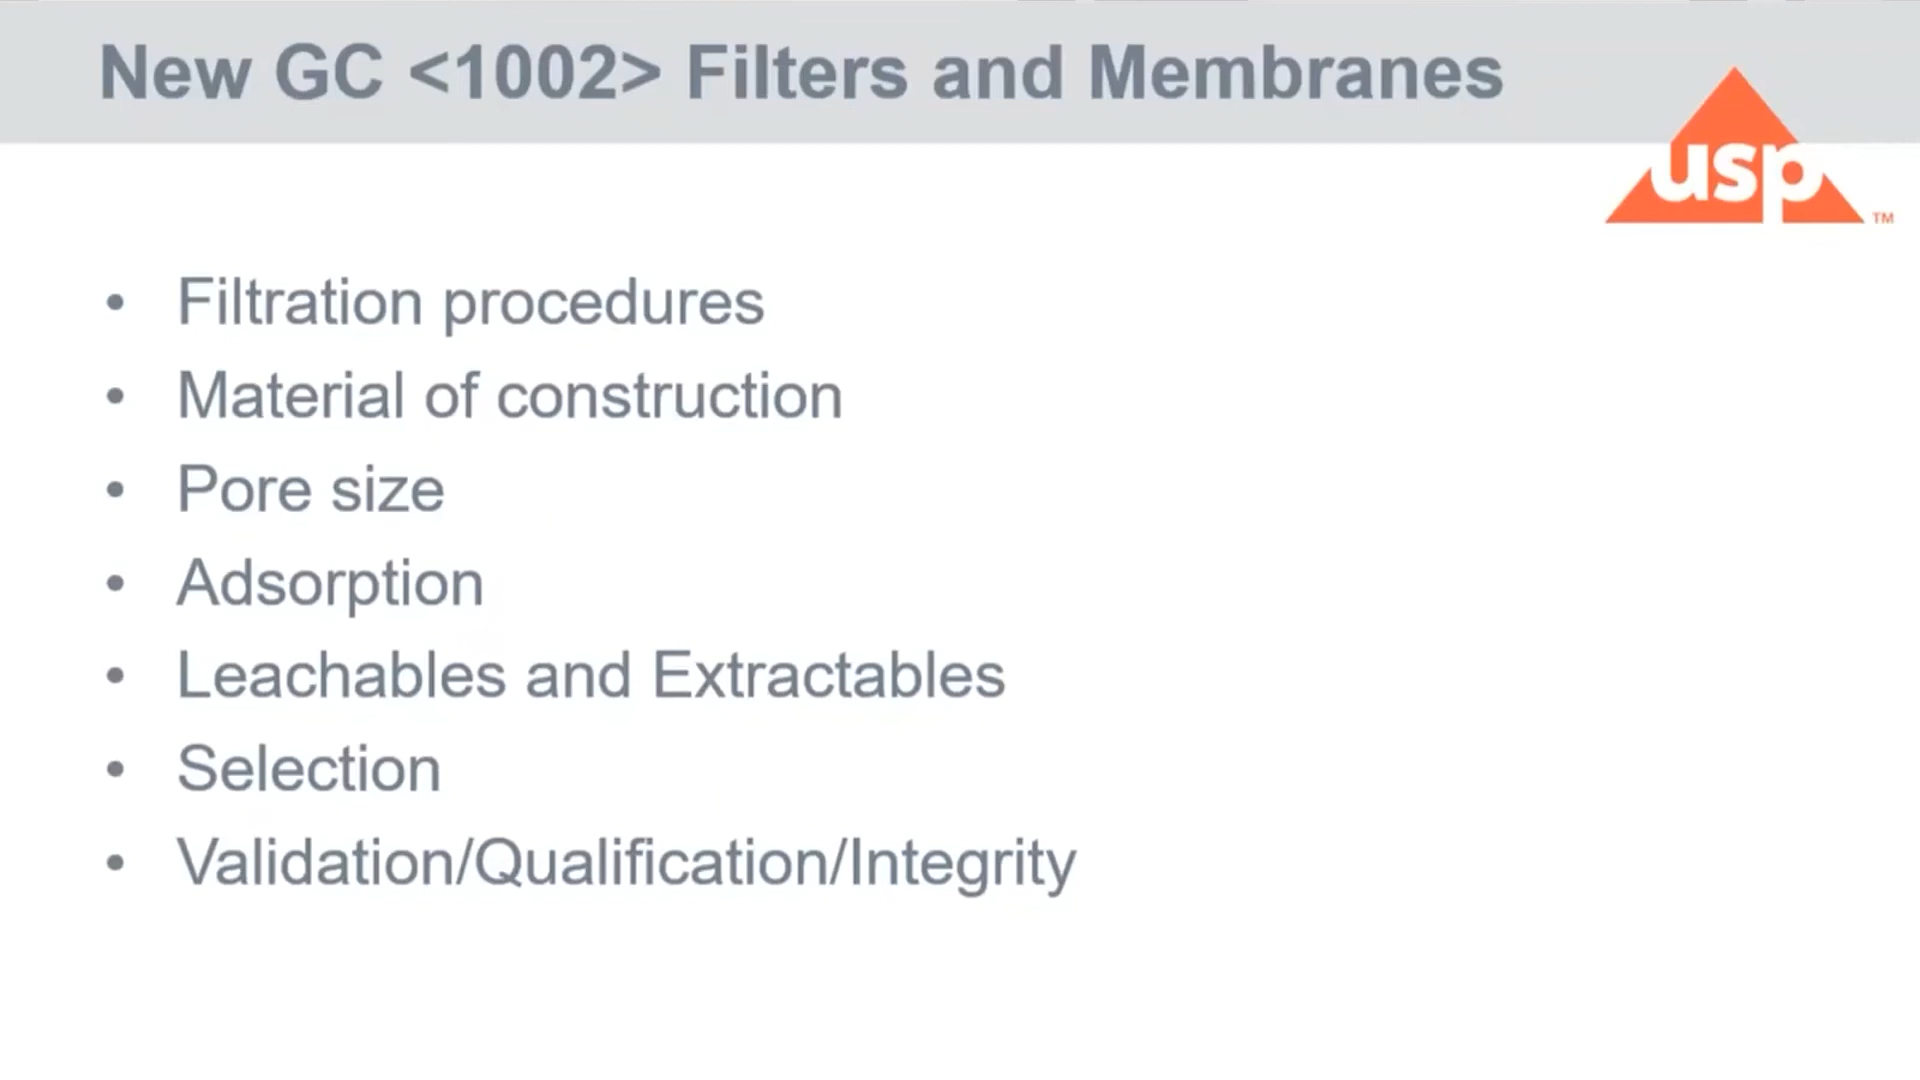 New GC <1002> Filters and Membranes
usp
TM
• Filtration procedures
• Material of construction
• Pore size
• Adsorption
• Leachables and Extractables
• Selection
• Validation/Qualification/Integrity